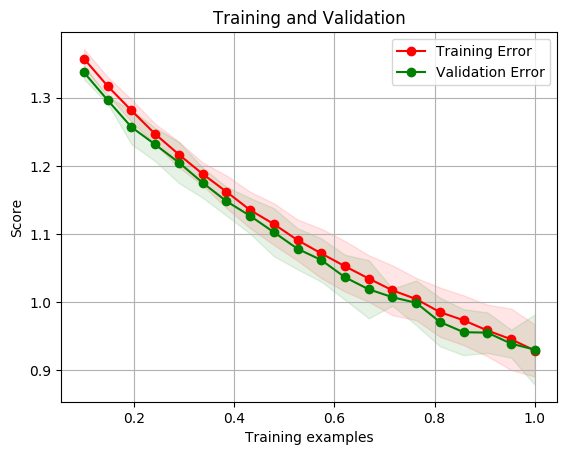 Training and Validation
Training Error
Validation Error
Score
1.3
1.2
1.1
1.0
0.9
0.2
0.4
0.6
0.8
1.0
Training examples